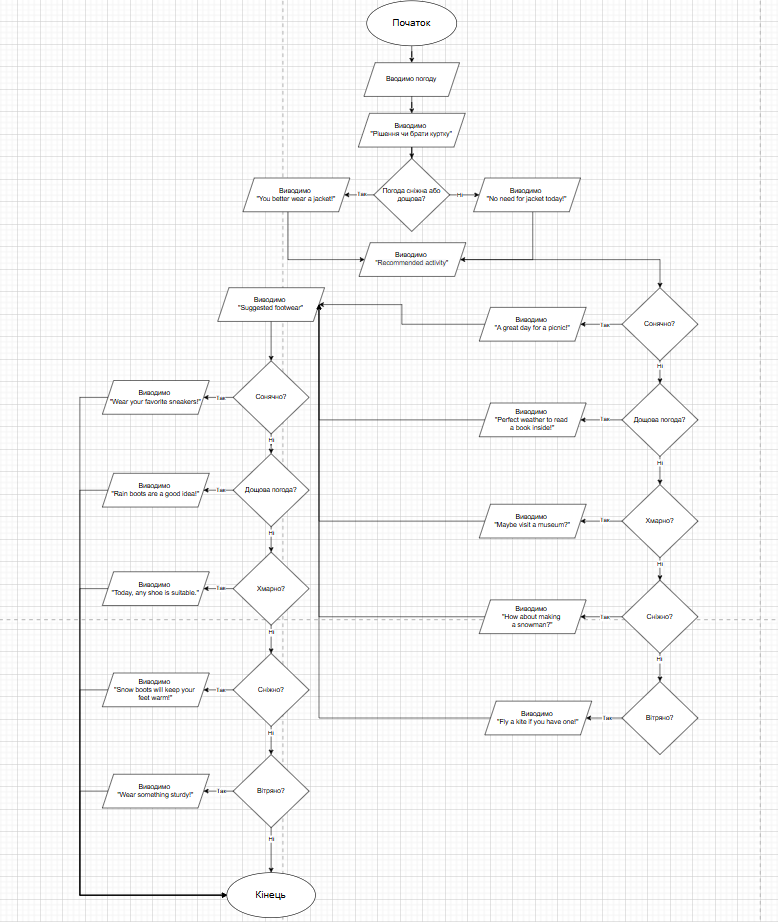 Початок
Вводимо погоду
Виводимо
"Рішення чи брати куртку"
Погода сніжна або
дощова?
Так
Ні
Виводимо
"You better wear a jacket!"
Виводимо
"No need for jacket today!"
Виводимо
"Recommended activity"
Сонячно?
Так
Виводимо
"A great day for a picnic!"
Ні
Дощова погода?
Так
Виводимо
"Perfect weather to read
a book inside!"
Ні
Хмарно?
Так
Виводимо
"Maybe visit a museum?"
Ні
Сніжно?
Так
Виводимо
"How about making
a snowman?"
Ні
Вітряно?
Так
Виводимо
"Fly a kite if you have one!"
Виводимо
"Suggested footwear"
Сонячно?
Так
Виводимо
"Wear your favorite sneakers!"
Ні
Дощова погода?
Так
Виводимо
"Rain boots are a good idea!"
Ні
Хмарно?
Так
Виводимо
"Today, any shoe is suitable."
Ні
Сніжно?
Так
Виводимо
"Snow boots will keep your
feet warm!"
Ні
Вітряно?
Так
Виводимо
"Wear something sturdy!"
Ні
Кінець